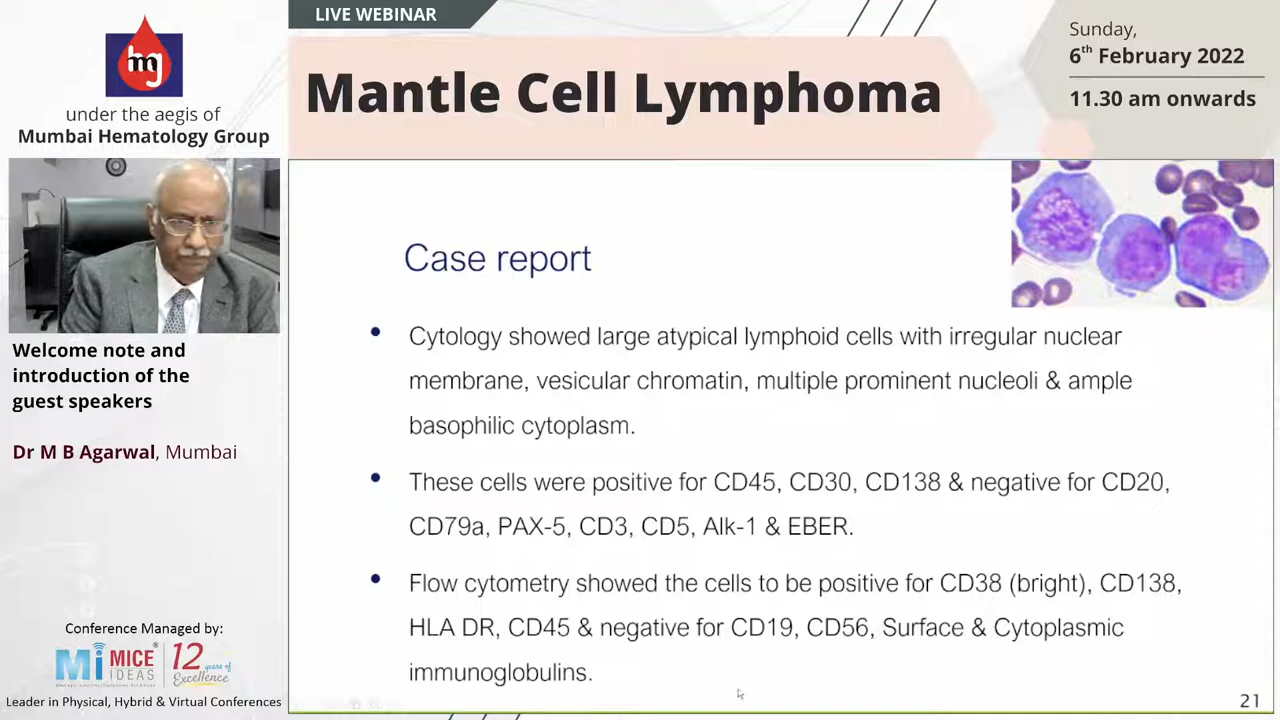 LIVE WEBINAR
Mantle Cell Lymphoma
Sunday,
6th February 2022
11.30 am onwards
mg
under the aegis of
Mumbai Hematology Group
Welcome note and
introduction of the
guest speakers
Dr M B Agarwal, Mumbai
Case report
• Cytology showed large atypical lymphoid cells with irregular nuclear
membrane, vesicular chromatin, multiple prominent nucleoli & ample
basophilic cytoplasm.
• These cells were positive for CD45, CD30, CD138 & negative for CD20,
CD79a, PAX-5, CD3, CD5, Alk-1 & EBER.
• Flow cytometry showed the cells to be positive for CD38 (bright), CD138,
HLA DR, CD45 & negative for CD19, CD56, Surface & Cytoplasmic
immunoglobulins.
21
Conference Managed by:
Mi MICE IDEAS
12 years of Excellence
Leader in Physical, Hybrid & Virtual Conferences